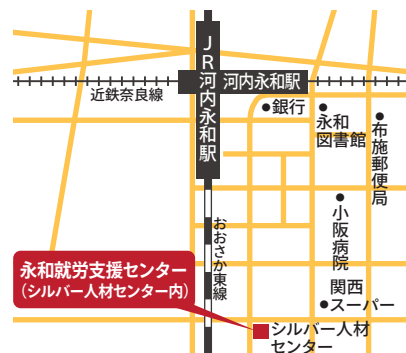 JR河内永和駅
河内永和駅
近鉄奈良線
●銀行
永和
図書館
布施郵便局
おおさか東線
小阪病院
永和就労支援センター
（シルバー人材センター内）
関西
●スーパー
シルバー人材
センター